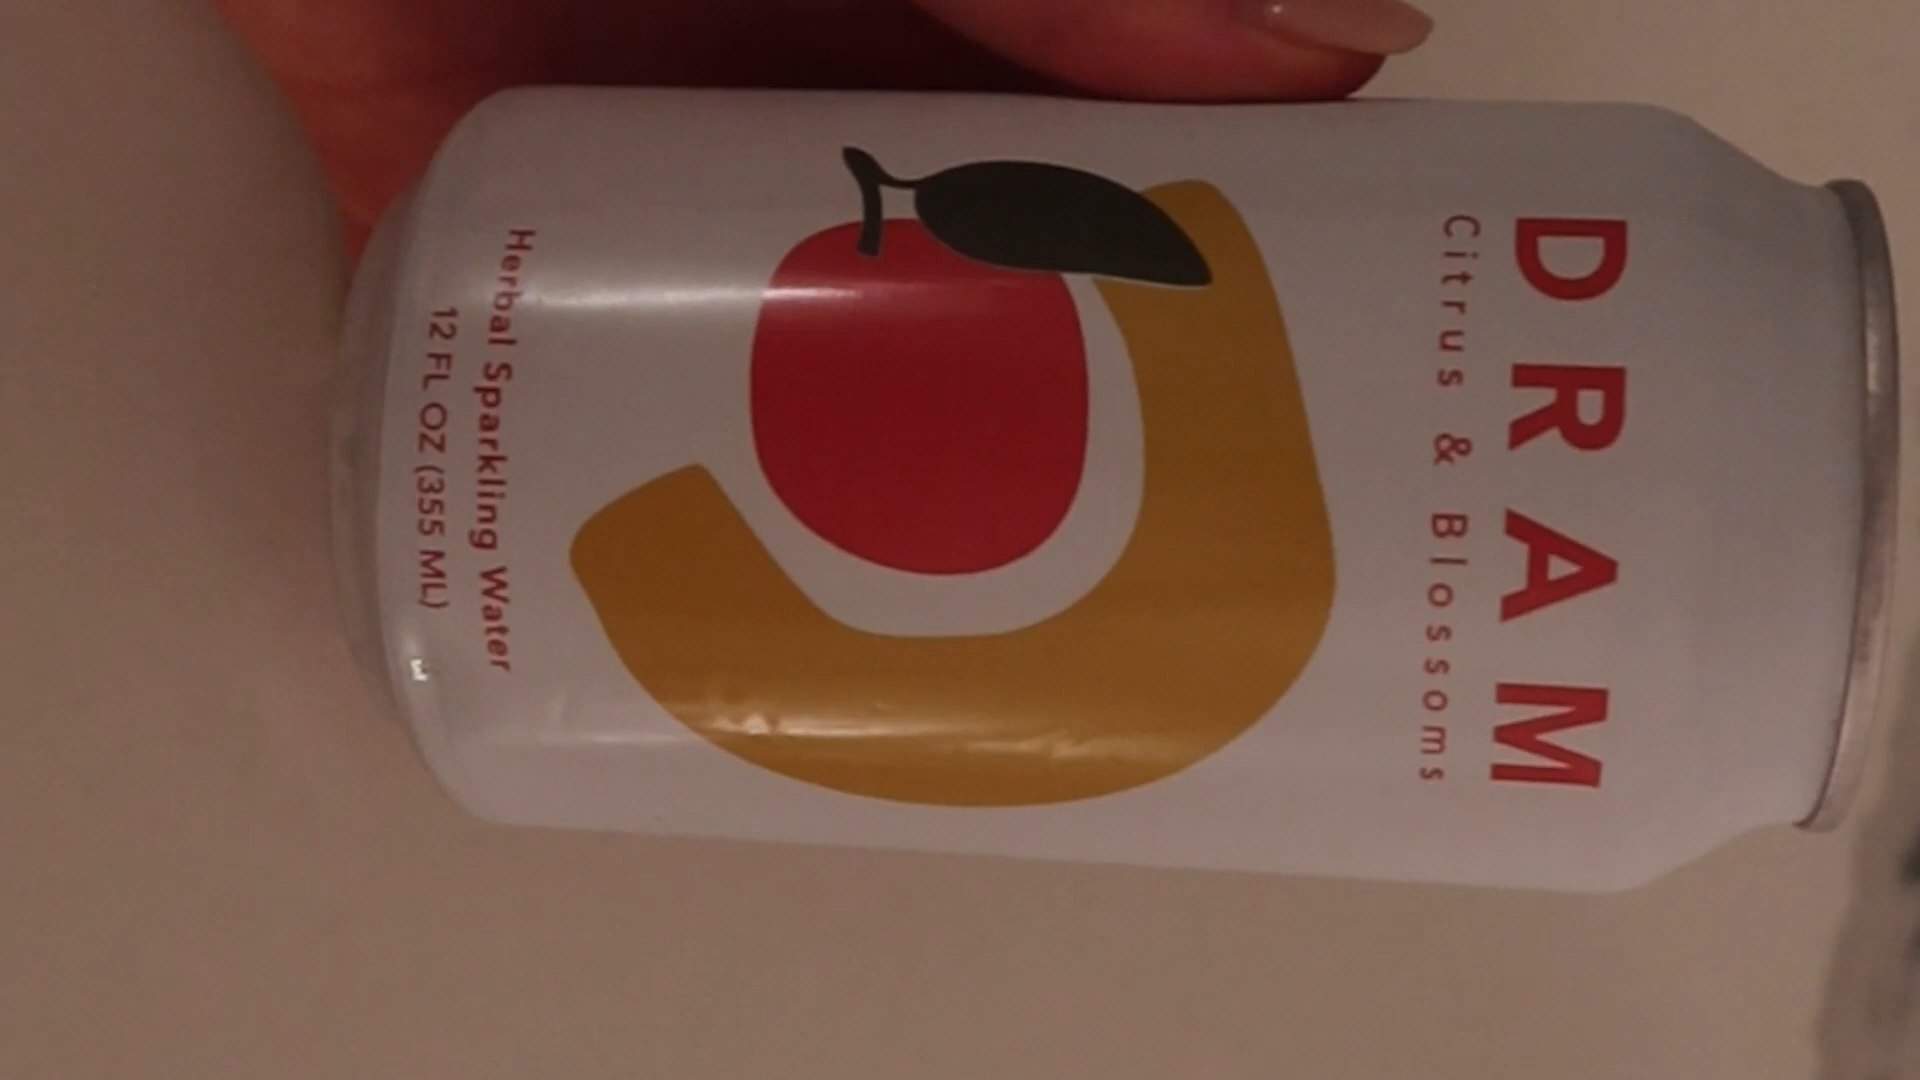 DRAM
Citrus & Blossoms
Herbal Sparkling Water
12 FL OZ (355 ML)